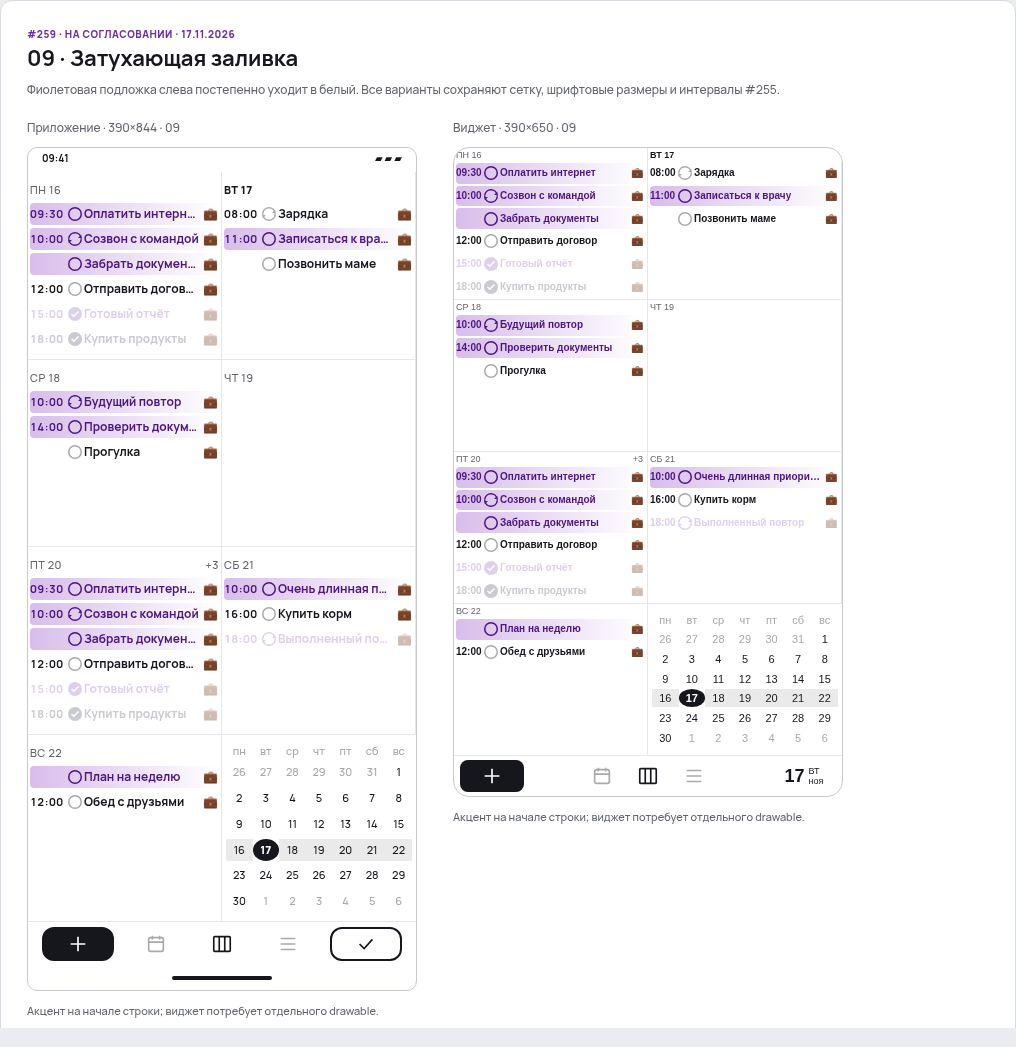 #259 · НА СОГЛАСОВАНИИ · 17.11.2026
09 · Затухающая заливка
Фиолетовая подложка слева постепенно уходит в белый. Все варианты сохраняют сетку, шрифтовые размеры и интервалы #255.
Приложение · 390×844 · 09
09:41
ПН 16
09:30 Оплатить интерн…
10:00 Созвон с командой
Забрать докумен…
12:00 Отправить догов…
15:00 Готовый отчёт
18:00 Купить продукты
ВТ 17
08:00 Зарядка
11:00 Записаться к вра…
Позвонить маме
СР 18
10:00 Будущий повтор
14:00 Проверить докум…
Прогулка
ЧТ 19
ПТ 20 +3
09:30 Оплатить интерн…
10:00 Созвон с командой
Забрать докумен…
12:00 Отправить догов…
15:00 Готовый отчёт
18:00 Купить продукты
СБ 21
10:00 Очень длинная п…
16:00 Купить корм
18:00 Выполненный по…
ВС 22
План на неделю
12:00 Обед с друзьями
пн вт ср чт пт сб вс
26 27 28 29 30 31 1
2 3 4 5 6 7 8
9 10 11 12 13 14 15
16 17 18 19 20 21 22
23 24 25 26 27 28 29
30 1 2 3 4 5 6
Акцент на начале строки; виджет потребует отдельного drawable.
Виджет · 390×650 · 09
ПН 16
09:30 Оплатить интернет
10:00 Созвон с командой
Забрать документы
12:00 Отправить договор
15:00 Готовый отчёт
18:00 Купить продукты
ВТ 17
08:00 Зарядка
11:00 Записаться к врачу
Позвонить маме
СР 18
10:00 Будущий повтор
14:00 Проверить документы
Прогулка
ЧТ 19
ПТ 20 +3
09:30 Оплатить интернет
10:00 Созвон с командой
Забрать документы
12:00 Отправить договор
15:00 Готовый отчёт
18:00 Купить продукты
СБ 21
10:00 Очень длинная приори…
16:00 Купить корм
18:00 Выполненный повтор
ВС 22
План на неделю
12:00 Обед с друзьями
пн вт ср чт пт сб вс
26 27 28 29 30 31 1
2 3 4 5 6 7 8
9 10 11 12 13 14 15
16 17 18 19 20 21 22
23 24 25 26 27 28 29
30 1 2 3 4 5 6
17 ВТ
ноя
Акцент на начале строки; виджет потребует отдельного drawable.